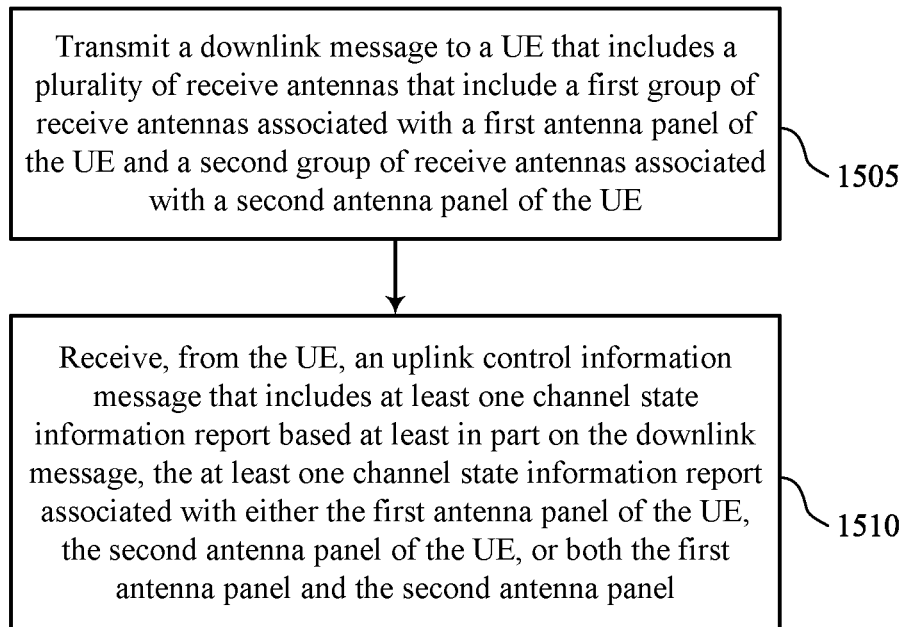 Transmit a downlink message to a UE that includes a
plurality of receive antennas that include a first group of
receive antennas associated with a first antenna panel of
the UE and a second group of receive antennas associated
with a second antenna panel of the UE
1505
Receive, from the UE, an uplink control information
message that includes at least one channel state
information report based at least in part on the downlink
message, the at least one channel state information report
associated with either the first antenna panel of the UE,
the second antenna panel of the UE, or both the first
antenna panel and the second antenna panel
1510